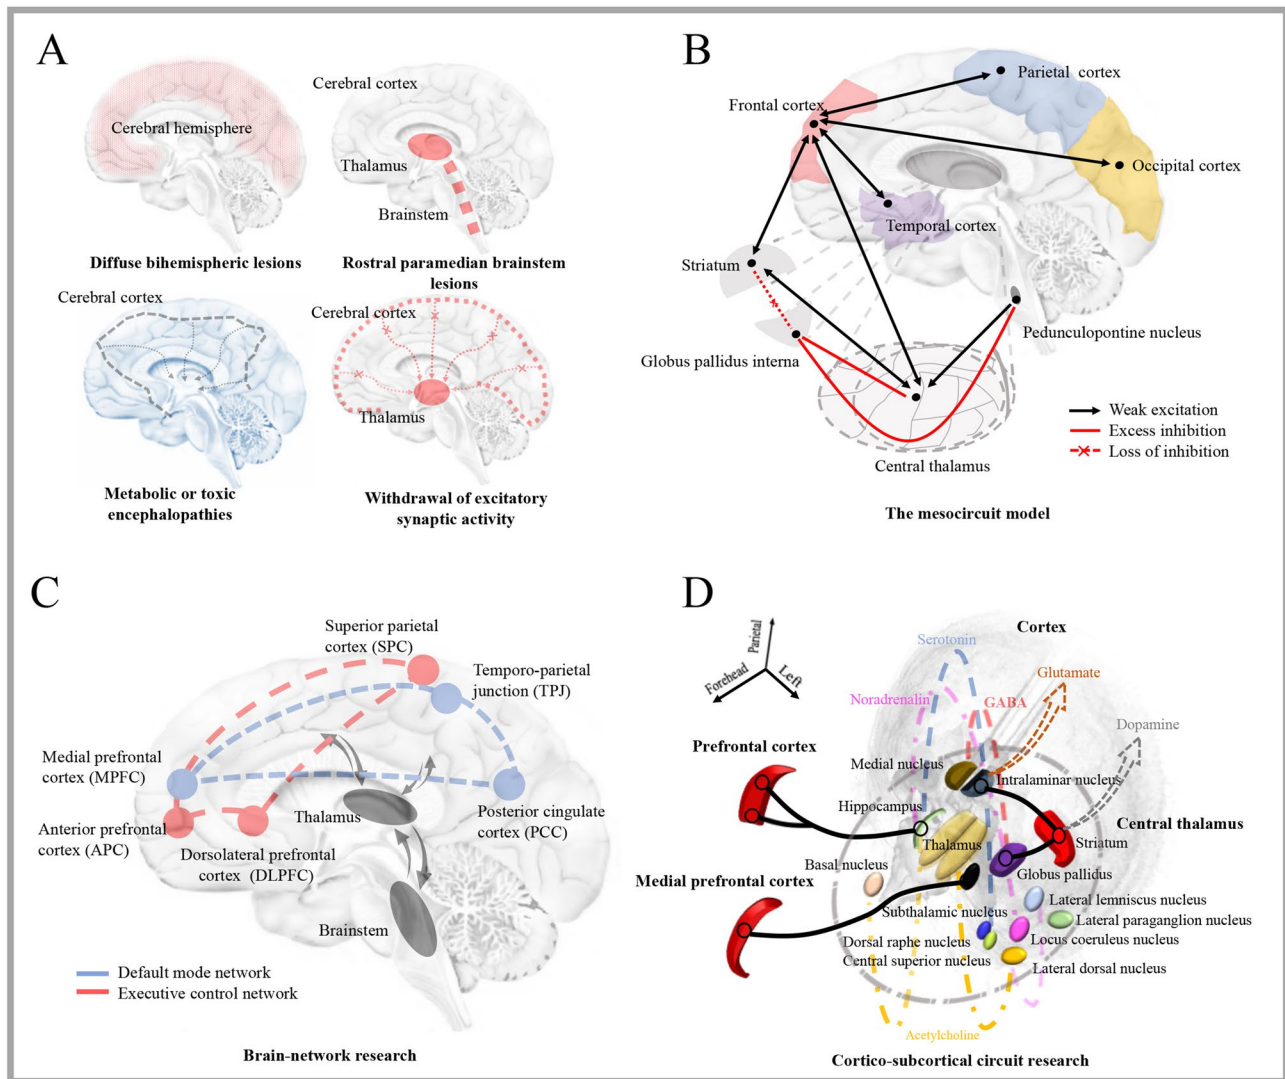 A
Cerebral hemisphere
Diffuse bihemispheric lesions
Cerebral cortex
Thalamus
Brainstem
Rostral paramedian brainstem
lesions
Cerebral cortex
Metabolic or toxic
encephalopathies
Cerebral cortex
Thalamus
Withdrawal of excitatory
synaptic activity
B
Parietal cortex
Frontal cortex
Occipital cortex
Temporal cortex
Striatum
Pedunculopontine nucleus
Globus pallidus interna
Weak excitation
Excess inhibition
Loss of inhibition
Central thalamus
The mesocircuit model
C
Superior parietal
cortex (SPC)
Temporo-parietal
junction (TPJ)
Medial prefrontal
cortex (MPFC)
Thalamus
Posterior cingulate
cortex (PCC)
Anterior prefrontal
cortex (APC)
Dorsolateral prefrontal
cortex (DLPFC)
Brainstem
Default mode network
Executive control network
Brain-network research
D
Parietal
Forehead
Left
Cortex
Serotonin
Glutamate
Noradrenalin
GABA
Dopamine
Prefrontal cortex
Medial nucleus
Intralaminar nucleus
Hippocampus
Central thalamus
Thalamus
Striatum
Basal nucleus
Globus pallidus
Medial prefrontal cortex
Lateral lemniscus nucleus
Subthalamic nucleus
Lateral paraganglion nucleus
Dorsal raphe nucleus
Locus coeruleus nucleus
Central superior nucleus
Lateral dorsal nucleus
Acetylcholine
Cortico-subcortical circuit research